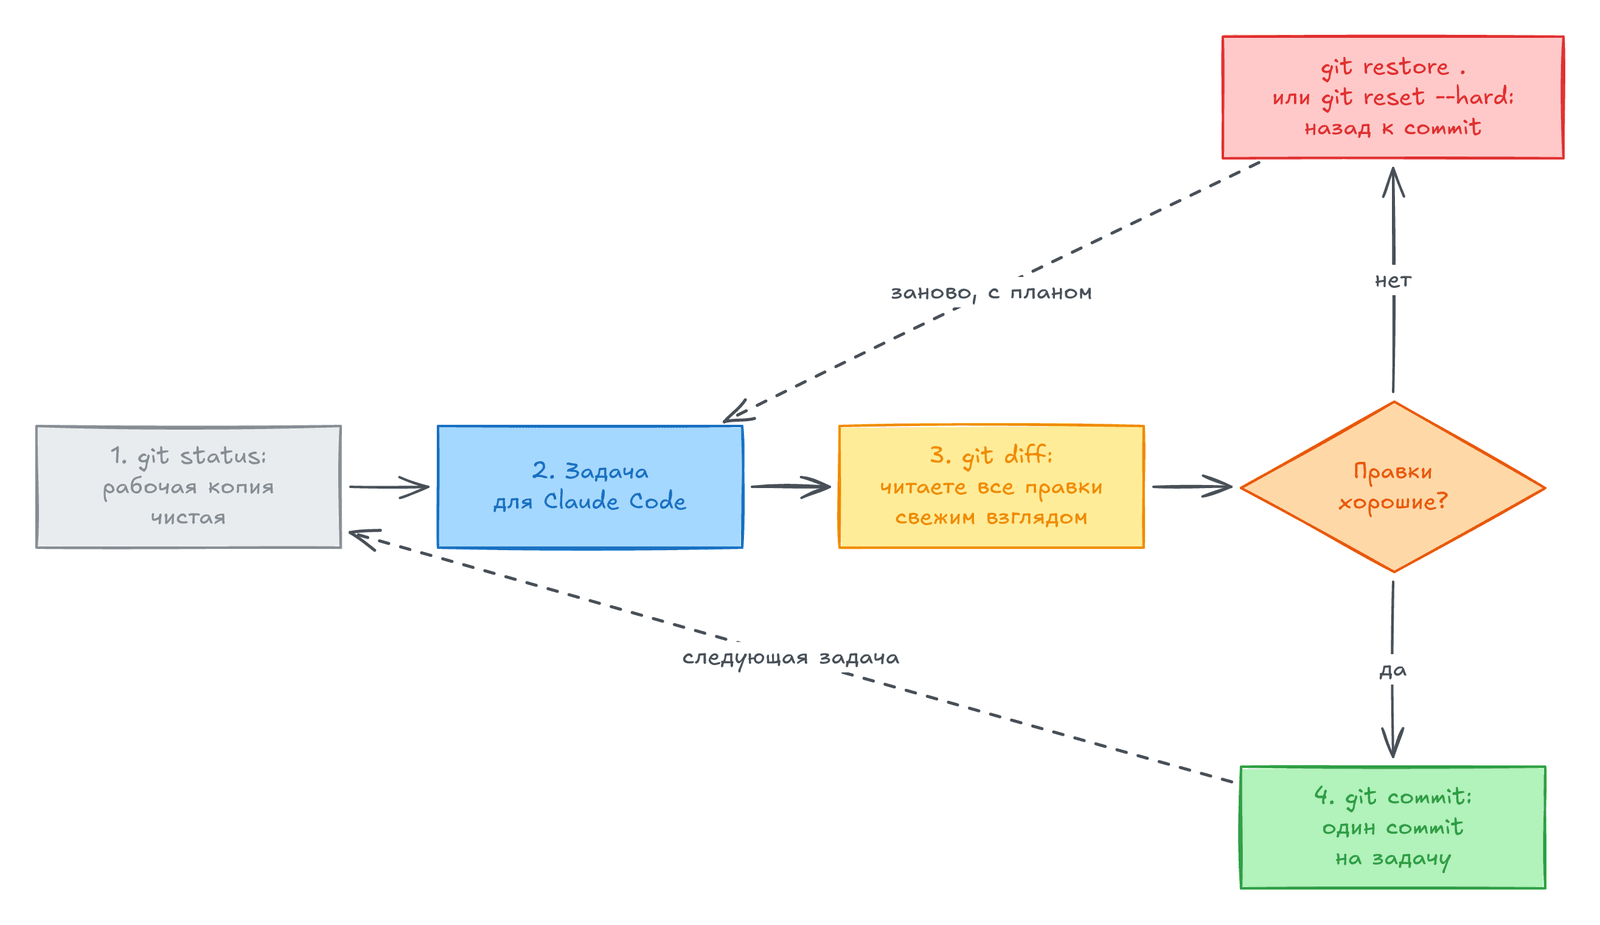 git restore .
или git reset --hard:
назад к commit
заново, с планом
нет
1. git status:
рабочая копия
чистая
2. Задача
для Claude Code
3. git diff:
читаете все правки
свежим взглядом
Правки
хорошие?
следующая задача
да
4. git commit:
один commit
на задачу